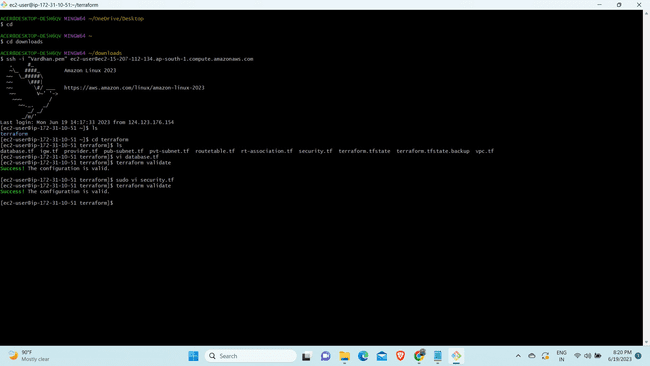 ec2-user@ip-172-31-10-51:~/terraform
ACER@DESKTOP-DESH6QV MINGW64 ~/OneDrive/Desktop
$ cd
ACER@DESKTOP-DESH6QV MINGW64 ~
$ cd downloads
ACER@DESKTOP-DESH6QV MINGW64 ~/downloads
$ ssh -i "Vardhan.pem" ec2-user@ec2-15-207-112-134.ap-south-1.compute.amazonaws.com
Amazon Linux 2023
https://aws.amazon.com/linux/amazon-linux-2023
Last login: Mon Jun 19 14:17:33 2023 from 124.123.176.154
[ec2-user@ip-172-31-10-51 ~]$ ls
terraform
[ec2-user@ip-172-31-10-51 ~]$ cd terraform
[ec2-user@ip-172-31-10-51 terraform]$ ls
database.tf igw.tf provider.tf pub-subnet.tf pvt-subnet.tf routetable.tf rt-association.tf security.tf terraform.tfstate terraform.tfstate.backup vpc.tf
[ec2-user@ip-172-31-10-51 terraform]$ vi database.tf
[ec2-user@ip-172-31-10-51 terraform]$ terraform validate
Success! The configuration is valid.
[ec2-user@ip-172-31-10-51 terraform]$ sudo vi security.tf
[ec2-user@ip-172-31-10-51 terraform]$ terraform validate
Success! The configuration is valid.
[ec2-user@ip-172-31-10-51 terraform]$
90°F
Mostly clear
Search
ENG
IN
8:20 PM
6/19/2023